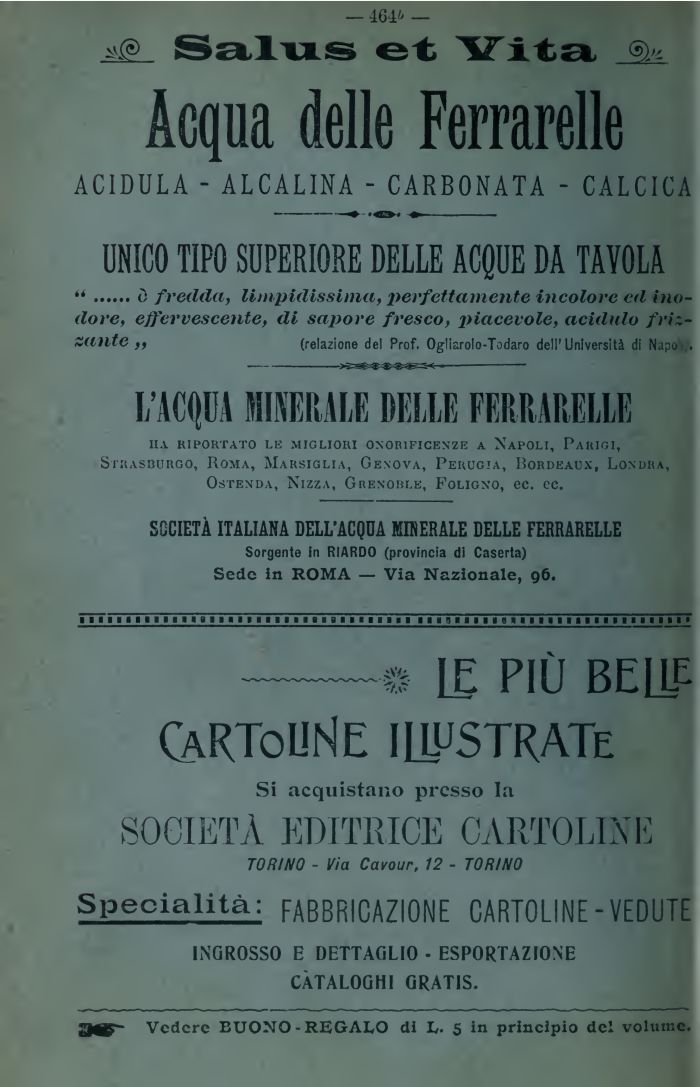 — 464b —
Salus et Vita
Acqua delle Ferrarelle
ACIDULA - ALCALINA - CARBONATA - CALCICA
UNICO TIPO SUPERIORE DELLE ACQUE DA TAVOLA
“ ...... è fredda, limpidissima, perfettamente incolore ed ino-
dore, effervescente, di sapore fresco, piacevole, acidulo friz-
zante „ (relazione del Prof. Ogliarolo-Todaro dell'Università di Napoli.
L'ACQUA MINERALE DELLE FERRARELLE
HA RIPORTATO LE MIGLIORI ONORIFICENZE A NAPOLI, PARIGI,
STRASBURGO, ROMA, MARSIGLIA, GENOVA, PERUGIA, BORDEAUX, LONDRA,
OSTENDA, NIZZA, GRENOBLE, FOLIGNO, ec. ec.
SOCIETÀ ITALIANA DELL'ACQUA MINERALE DELLE FERRARELLE
Sorgente in RIARDO (provincia di Caserta)
Sede in ROMA — Via Nazionale, 96.
LE PIÙ BELLE
CARTOLINE ILLUSTRATE
Si acquistano presso la
SOCIETÀ EDITRICE CARTOLINE
TORINO - Via Cavour, 12 - TORINO
Specialità: FABBRICAZIONE CARTOLINE - VEDUTE
INGROSSO E DETTAGLIO - ESPORTAZIONE
CATALOGHI GRATIS.
Vedere BUONO-REGALO di L. 5 in principio del volume.